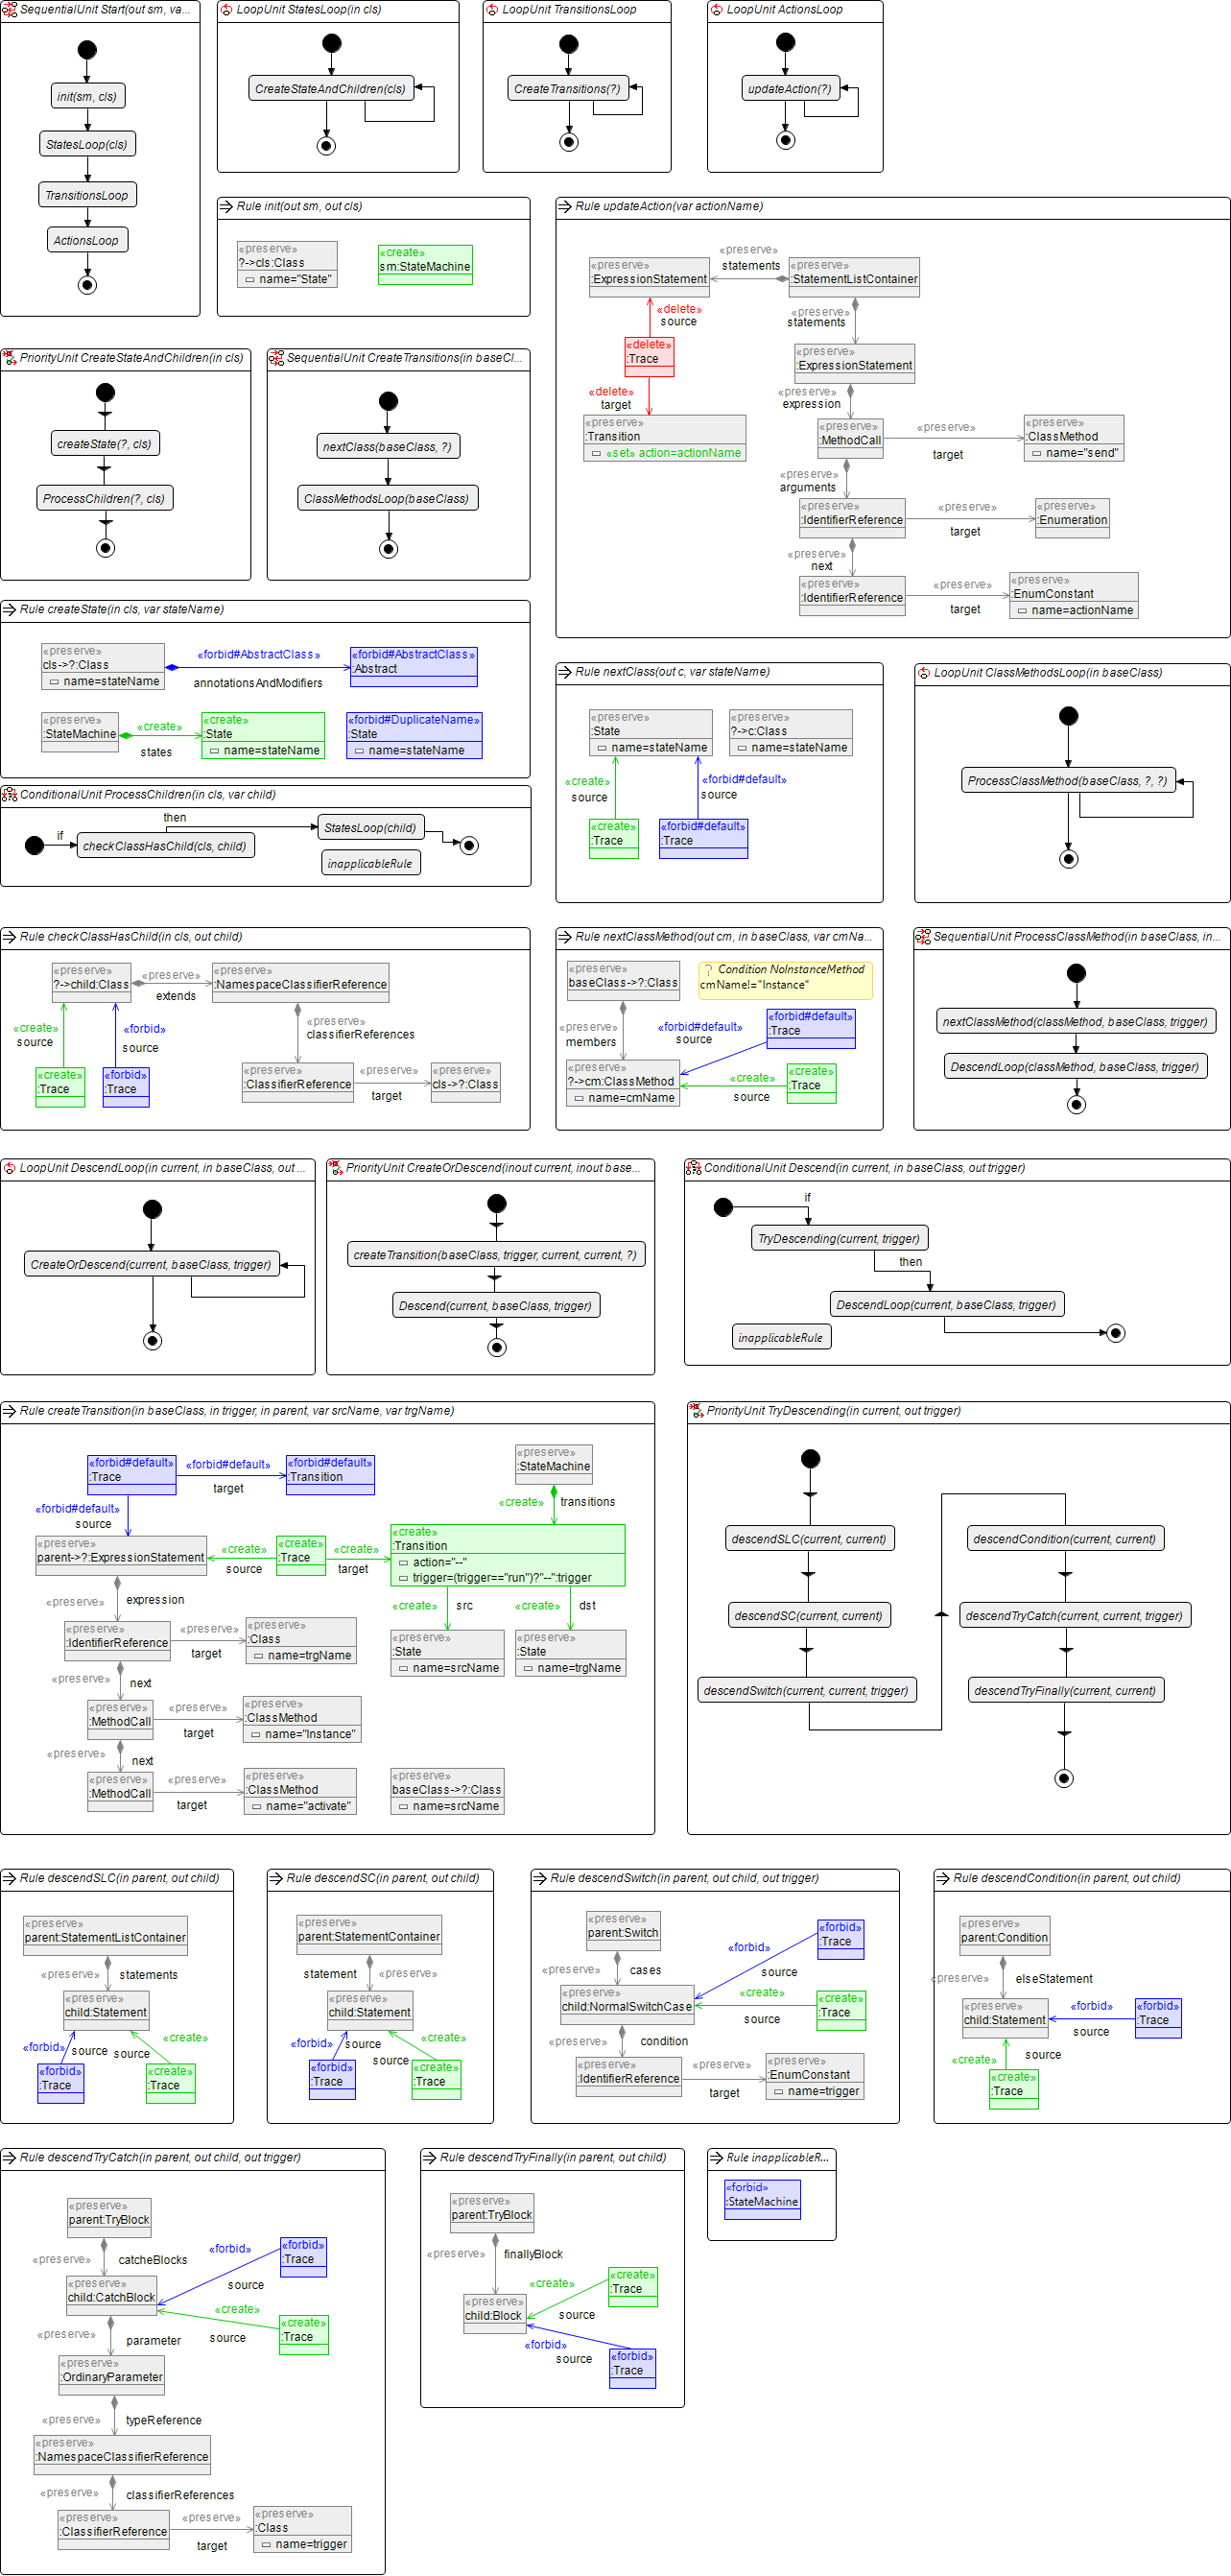 SequentialUnit Start(out sm, va...
init(sm, cls)
StatesLoop(cls)
TransitionsLoop
ActionsLoop
LoopUnit StatesLoop(in cls)
CreateStateAndChildren(cls)
LoopUnit TransitionsLoop
CreateTransitions(?)
LoopUnit ActionsLoop
updateAction(?)
Rule init(out sm, out cls)
«preserve»
?->cls:Class
name="State"
«create»
sm:StateMachine
Rule updateAction(var actionName)
«preserve»
:ExpressionStatement
«preserve»
statements
«preserve»
:StatementListContainer
«delete»
source
«preserve»
statements
«delete»
:Trace
«preserve»
:ExpressionStatement
«delete»
target
«preserve»
expression
«preserve»
:Transition
«set» action=actionName
«preserve»
:MethodCall
«preserve»
target
«preserve»
:ClassMethod
name="send"
«preserve»
arguments
«preserve»
:IdentifierReference
«preserve»
target
«preserve»
:Enumeration
«preserve»
next
«preserve»
:IdentifierReference
«preserve»
target
«preserve»
:EnumConstant
name=actionName
PriorityUnit CreateStateAndChildren(in cls)
createState(?, cls)
ProcessChildren(?, cls)
SequentialUnit CreateTransitions(in baseCl...
nextClass(baseClass, ?)
ClassMethodsLoop(baseClass)
Rule createState(in cls, var stateName)
«preserve»
cls->?:Class
name=stateName
«forbid#AbstractClass»
annotationsAndModifiers
«forbid#AbstractClass»
:Abstract
«preserve»
:StateMachine
«create»
states
«create»
:State
name=stateName
«forbid#DuplicateName»
:State
name=stateName
Rule nextClass(out c, var stateName)
«preserve»
:State
name=stateName
«preserve»
?->c:Class
name=stateName
«create»
source
«forbid#default»
source
«create»
:Trace
«forbid#default»
:Trace
LoopUnit ClassMethodsLoop(in baseClass)
ProcessClassMethod(baseClass, ?, ?)
ConditionalUnit ProcessChildren(in cls, var child)
if
checkClassHasChild(cls, child)
then
StatesLoop(child)
inapplicableRule
Rule checkClassHasChild(in cls, out child)
«preserve»
?->child:Class
«preserve»
extends
«preserve»
:NamespaceClassifierReference
«create»
source
«forbid»
source
«preserve»
classifierReferences
«create»
:Trace
«forbid»
:Trace
«preserve»
:ClassifierReference
«preserve»
target
«preserve»
cls->?:Class
Rule nextClassMethod(out cm, in baseClass, var cmNa...
«preserve»
baseClass->?:Class
? Condition NoInstanceMethod
cmName!="Instance"
«preserve»
members
«forbid#default»
source
«forbid#default»
:Trace
«preserve»
?->cm:ClassMethod
name=cmName
«create»
source
«create»
:Trace
SequentialUnit ProcessClassMethod(in baseClass, in...
nextClassMethod(classMethod, baseClass, trigger)
DescendLoop(classMethod, baseClass, trigger)
LoopUnit DescendLoop(in current, in baseClass, out ...
CreateOrDescend(current, baseClass, trigger)
PriorityUnit CreateOrDescend(inout current, inout base...
createTransition(baseClass, trigger, current, current, ?)
Descend(current, baseClass, trigger)
ConditionalUnit Descend(in current, in baseClass, out trigger)
if
TryDescending(current, trigger)
then
DescendLoop(current, baseClass, trigger)
inapplicableRule
Rule createTransition(in baseClass, in trigger, in parent, var srcName, var trgName)
«forbid#default»
:Trace
«forbid#default»
target
«forbid#default»
:Transition
«preserve»
:StateMachine
«forbid#default»
source
«create»
transitions
«preserve»
parent->?:ExpressionStatement
«create»
source
«create»
:Trace
«create»
target
«create»
:Transition
action="--"
trigger=(trigger=="run")?"--":trigger
«preserve»
expression
«create»
src
«create»
dst
«preserve»
:IdentifierReference
«preserve»
target
«preserve»
:Class
name=trgName
«preserve»
:State
name=srcName
«preserve»
:State
name=trgName
«preserve»
next
«preserve»
:MethodCall
«preserve»
target
«preserve»
:ClassMethod
name="Instance"
«preserve»
next
«preserve»
:MethodCall
«preserve»
target
«preserve»
:ClassMethod
name="activate"
«preserve»
baseClass->?:Class
name=srcName
PriorityUnit TryDescending(in current, out trigger)
descendSLC(current, current)
descendSC(current, current)
descendSwitch(current, current, trigger)
descendCondition(current, current)
descendTryCatch(current, current, trigger)
descendTryFinally(current, current)
Rule descendSLC(in parent, out child)
«preserve»
parent:StatementListContainer
«preserve»
statements
«preserve»
child:Statement
«forbid»
source
«create»
source
«forbid»
:Trace
«create»
:Trace
Rule descendSC(in parent, out child)
«preserve»
parent:StatementContainer
statement
«preserve»
«preserve»
child:Statement
«forbid»
source
«create»
source
«forbid»
:Trace
«create»
:Trace
Rule descendSwitch(in parent, out child, out trigger)
«preserve»
parent:Switch
«forbid»
:Trace
«preserve»
cases
«forbid»
source
«preserve»
child:NormalSwitchCase
«create»
source
«create»
:Trace
«preserve»
condition
«preserve»
:IdentifierReference
«preserve»
target
«preserve»
:EnumConstant
name=trigger
Rule descendCondition(in parent, out child)
«preserve»
parent:Condition
«preserve»
elseStatement
«preserve»
child:Statement
«forbid»
source
«forbid»
:Trace
«create»
source
«create»
:Trace
Rule descendTryCatch(in parent, out child, out trigger)
«preserve»
parent:TryBlock
«preserve»
catcheBlocks
«forbid»
source
«forbid»
:Trace
«preserve»
child:CatchBlock
«create»
source
«create»
:Trace
«preserve»
parameter
«preserve»
:OrdinaryParameter
«preserve»
typeReference
«preserve»
:NamespaceClassifierReference
«preserve»
classifierReferences
«preserve»
:ClassifierReference
«preserve»
target
«preserve»
:Class
name=trigger
Rule descendTryFinally(in parent, out child)
«preserve»
parent:TryBlock
«preserve»
finallyBlock
«preserve»
child:Block
«create»
source
«create»
:Trace
«forbid»
source
«forbid»
:Trace
Rule inapplicableR...
«forbid»
:StateMachine